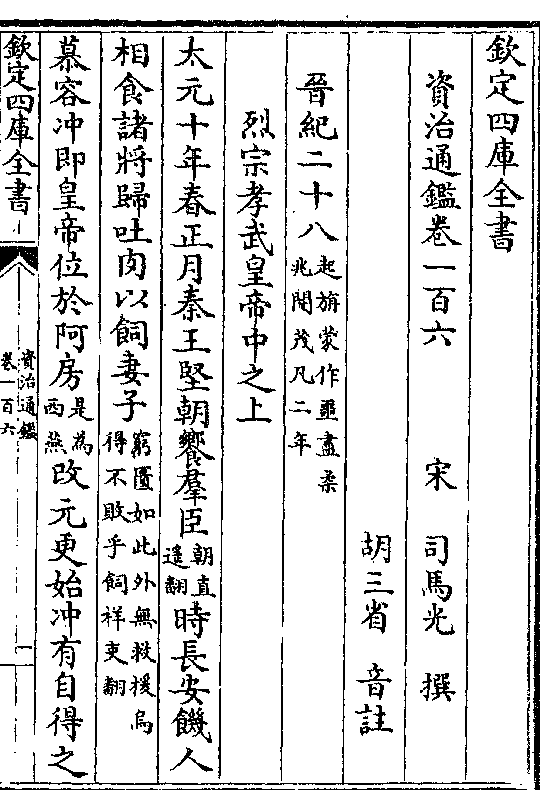 欽定四庫全書
資治通鑑卷一百六
宋 司馬光 撰
胡三省 音註
晉紀二十八起旃蒙作噩盡柔兆閹茂凡二年
烈宗孝武皇帝中之上
太元十年春正月秦王堅朝饗羣臣朝直遥翻時長安饑人
相食諸將歸吐肉以飼妻子窮匱如此外無救援烏得不敗乎飼祥吏翻
慕容冲即皇帝位於阿房是為西燕改元更始冲有自得之
欽定四庫全書
資治通鑑
卷一百六
一